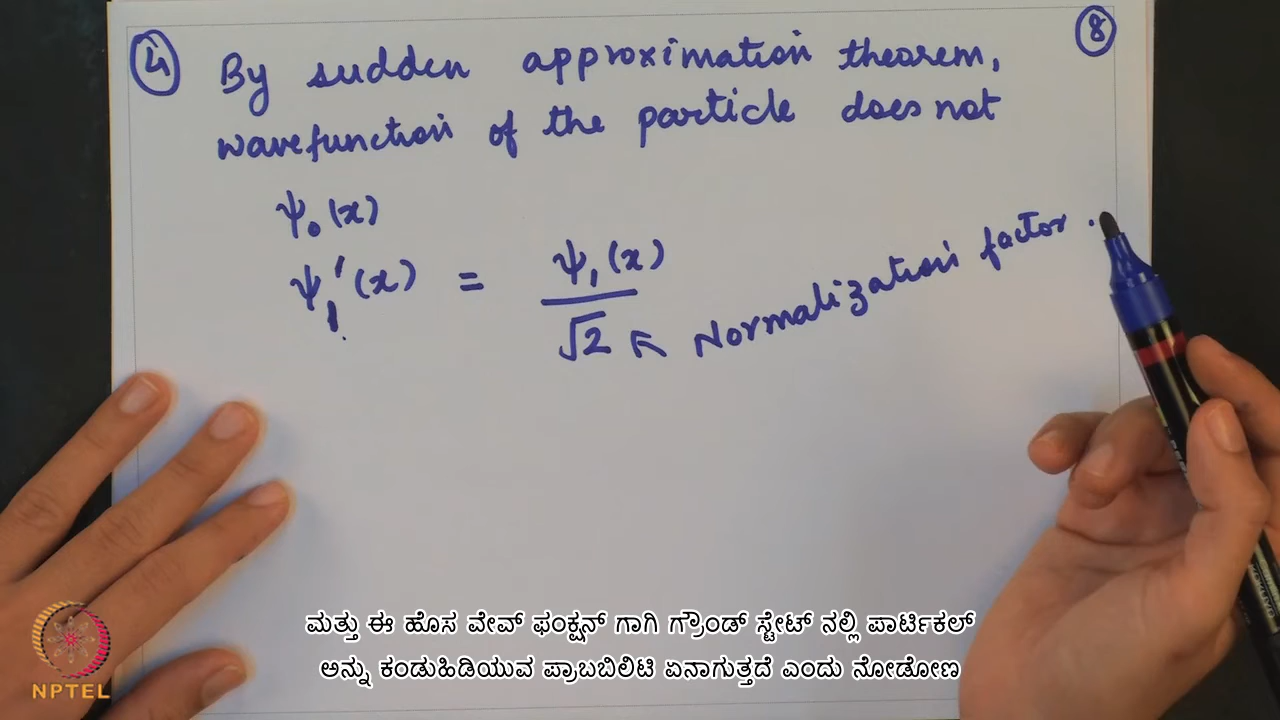 4 By sudden approximation theorem, 8
wavefunction of the particle does not
ψ₀(x)
ψ₁'(x) = ψ₁(x)
√2 ↖ Normalization factor.
ಮತ್ತು ಈ ಹೊಸ ವೇವ್ ಫಂಕ್ಷನ್ ಗಾಗಿ ಗ್ರೌಂಡ್ ಸ್ಟೇಟ್ ನಲ್ಲಿ ಪಾರ್ಟಿಕಲ್
ಅನ್ನು ಕಂಡುಹಿಡಿಯುವ ಪ್ರಾಬಬಿಲಿಟಿ ಏನಾಗುತ್ತದೆ ಎಂದು ನೋಡೋಣ
NPTEL